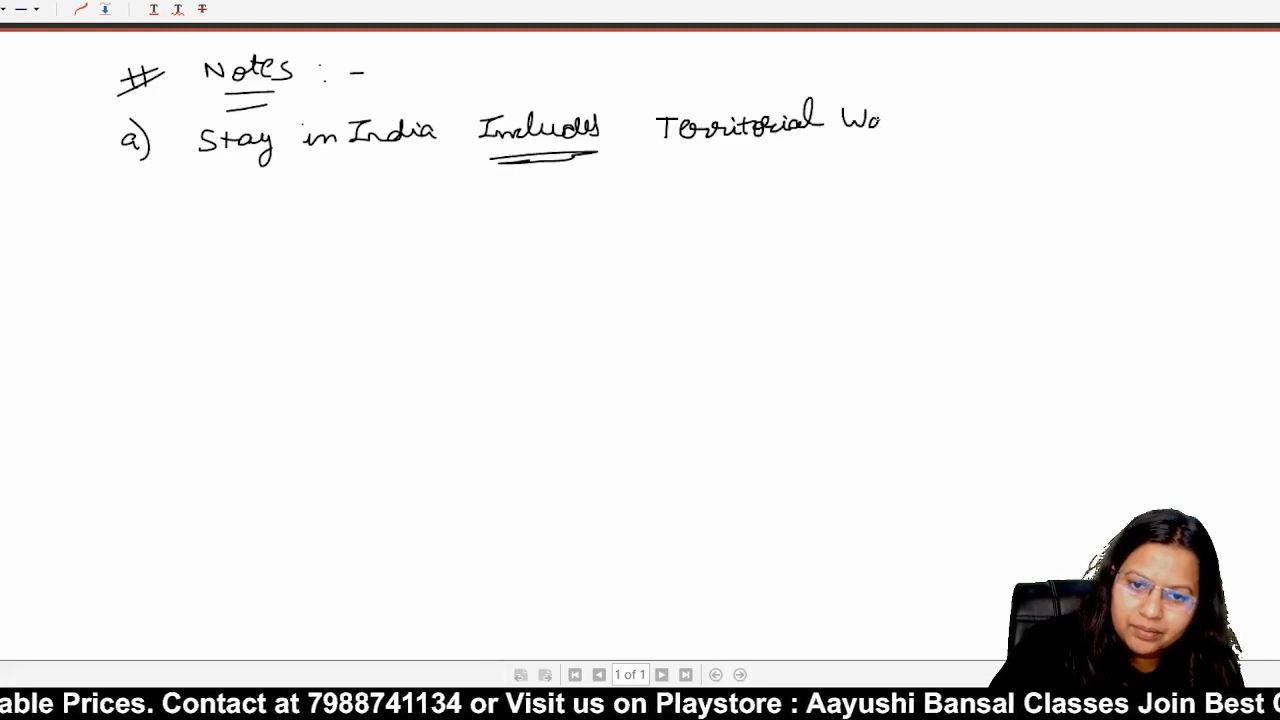 # Notes : -
a) Stay in India Includes Territorial Wa
1 of 1
able Prices. Contact at 7988741134 or Visit us on Playstore : Aayushi Bansal Classes Join Best